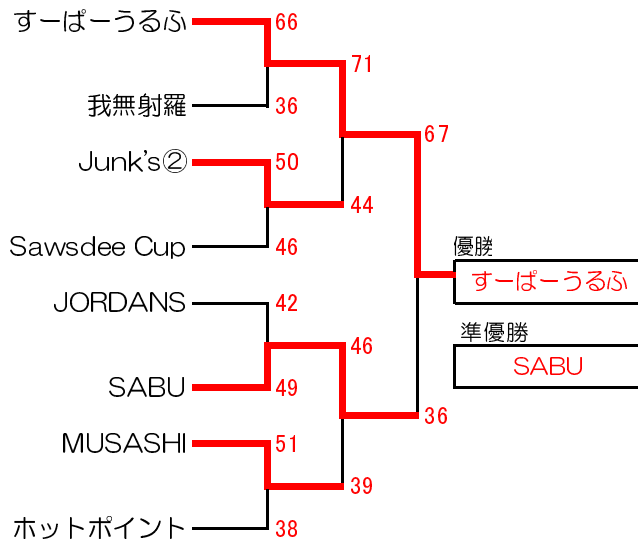 すーぱーうるふ 66
71
我無射羅 36
67
Junk's② 50
44
Sawsdee Cup 46
優勝
すーぱーうるふ
JORDANS 42
準優勝
46
SABU
SABU 49
36
MUSASHI 51
39
ホットポイント 38